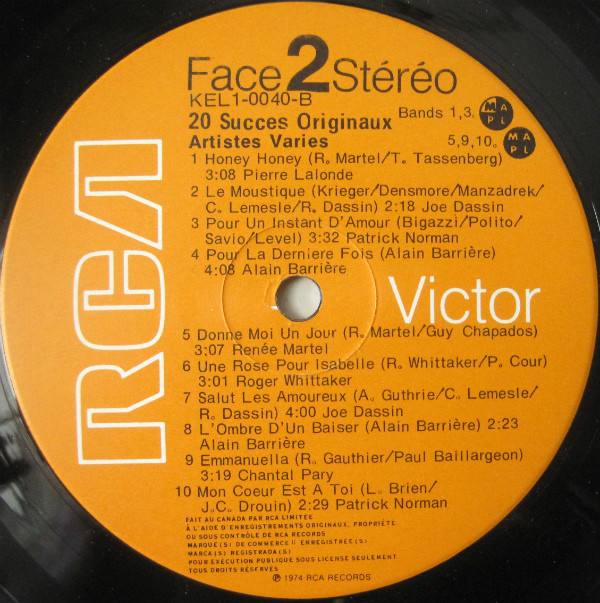 Face 2 Stéréo
KEL1-0040-B
Bands 1,3. MAPL
20 Succes Originaux
Artistes Varies 5,9,10. MAPL
1 Honey Honey (R. Martel/T. Tassenberg)
3:08 Pierre Lalonde
2 Le Moustique (Krieger/Densmore/Manzadrek/
C. Lemesle/R. Dassin) 2:18 Joe Dassin
3 Pour Un Instant D'Amour (Bigazzi/Polito/
Savio/Level) 3:32 Patrick Norman
4 Pour La Derniere Fois (Alain Barrière)
4:08 Alain Barrière
RCA
Victor
5 Donne Moi Un Jour (R. Martel/Guy Chapados)
3:07 Renée Martel
6 Une Rose Pour Isabelle (R. Whittaker/P. Cour)
3:01 Roger Whittaker
7 Salut Les Amoureux (A. Guthrie/C. Lemesle/
R. Dassin) 4:00 Joe Dassin
8 L'Ombre D'Un Baiser (Alain Barrière) 2:23
Alain Barrière
9 Emmanuella (R. Gauthier/Paul Baillargeon)
3:19 Chantal Pary
10 Mon Coeur Est A Toi (L. Brien/
J.C. Drouin) 2:29 Patrick Norman
FAIT AU CANADA PAR RCA LIMITÉE
À L'AIDE D'ENREGISTREMENTS ORIGINAUX, PROPRIÉTE
OU SOUS CONTRÔLE DE RCA RECORDS
MARQUE(S) DE COMMERCE || ENREGISTRÉE(S)
MARCA(S) REGISTRADA(S)
POUR EXÉCUTION PUBLIQUE SOUS LICENSE SEULEMENT
TOUS DROITS RÉSERVÉS
Ⓟ 1974 RCA RECORDS